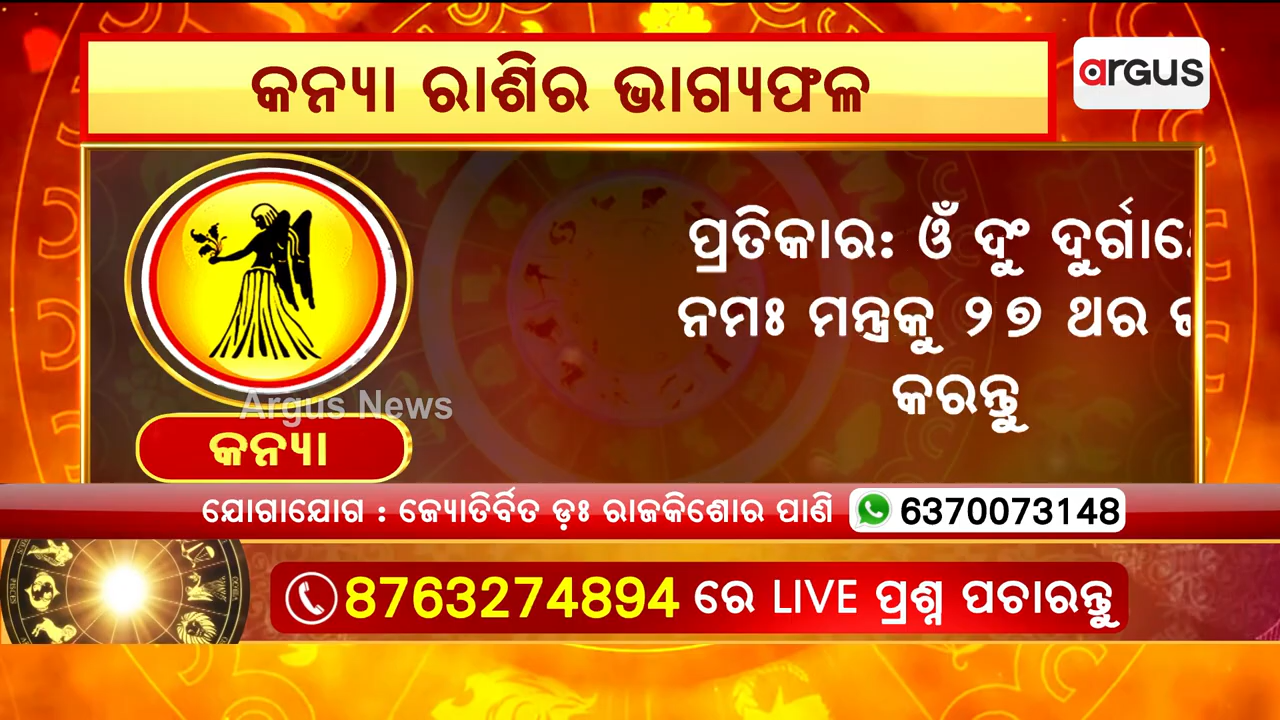 କନ୍ୟା ରାଶିର ଭାଗ୍ୟଫଳ
argus
ପ୍ରତିକାର: ଓଁ ଦୁଂ
ନମଃ ମନ୍ତ୍ରକୁ ୨୭ ଥର
କରନ୍ତୁ
Argus News
କନ୍ୟା
ଯୋଗାଯୋଗ : ଜ୍ୟୋତିର୍ବିତ ଡ଼ଃ ରାଜକିଶୋର ପାଣି 6370073148
8763274894 ରେ LIVE ପ୍ରଶ୍ନ ପଚାରନ୍ତୁ